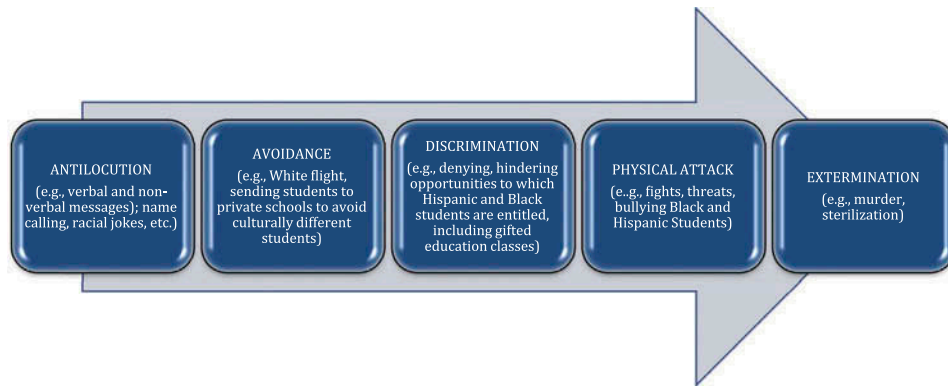 ANTILOCUTION
(e.g., verbal and non-
verbal messages); name
calling, racial jokes, etc.)
AVOIDANCE
(e.g., White flight,
sending students to
private schools to avoid
culturally different
students)
DISCRIMINATION
(e.g., denying, hindering
opportunities to which
Hispanic and Black
students are entitled,
including gifted
education classes)
PHYSICAL ATTACK
(e..g., fights, threats,
bullying Black and
Hispanic Students)
EXTERMINATION
(e.g., murder,
sterilization)